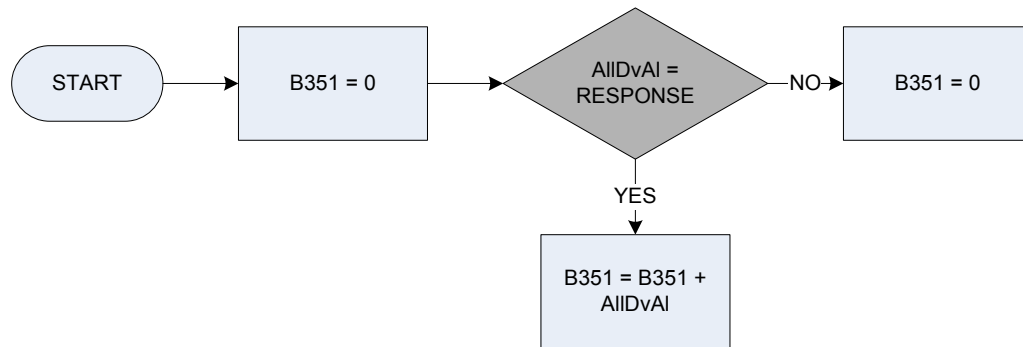 START
B351 = 0
AllDvAl =
RESPONSE
NO
B351 = 0
YES
B351 = B351 +
AllDvAl